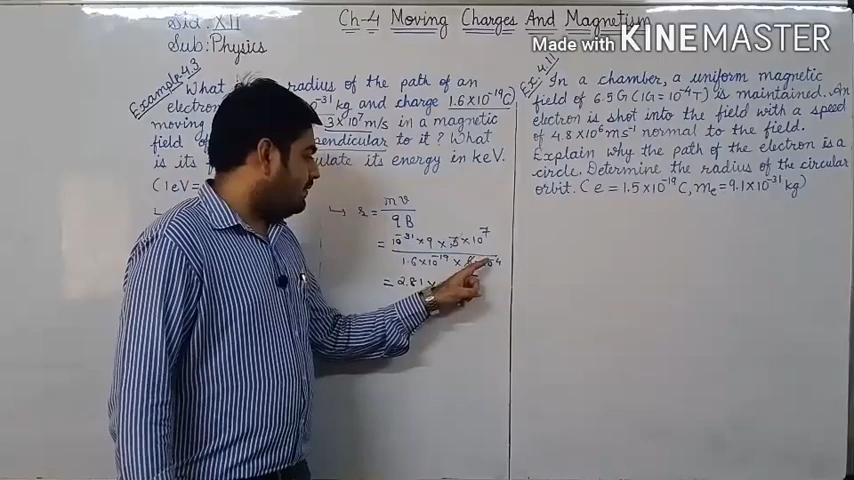 Std. XII
Sub: Physics
Ch-4 Moving Charges And Magnetism
Made with KINEMASTER
Example 4.3
What radius of the path of an
electron 10⁻³¹ kg and charge 1.6×10⁻¹⁹ C)
moving 3×10⁷ m/s in a magnetic
field of perpendicular to it? What
is its calculate its energy in keV.
(1eV=
r = mv
qB
= 10⁻³¹ × 9 × 3 × 10⁷
1.6×10⁻¹⁹ × 10⁻⁴
= 2.81 ×
Ex. 4.11
In a chamber, a uniform magnetic
field of 6.5 G (1G = 10⁻⁴T) is maintained. An
electron is shot into the field with a speed
of 4.8×10⁶ ms⁻¹ normal to the field.
Explain why the path of the electron is a
circle. Determine the radius of the circular
orbit. (e = 1.5×10⁻¹⁹ C, mₑ = 9.1×10⁻³¹ kg)